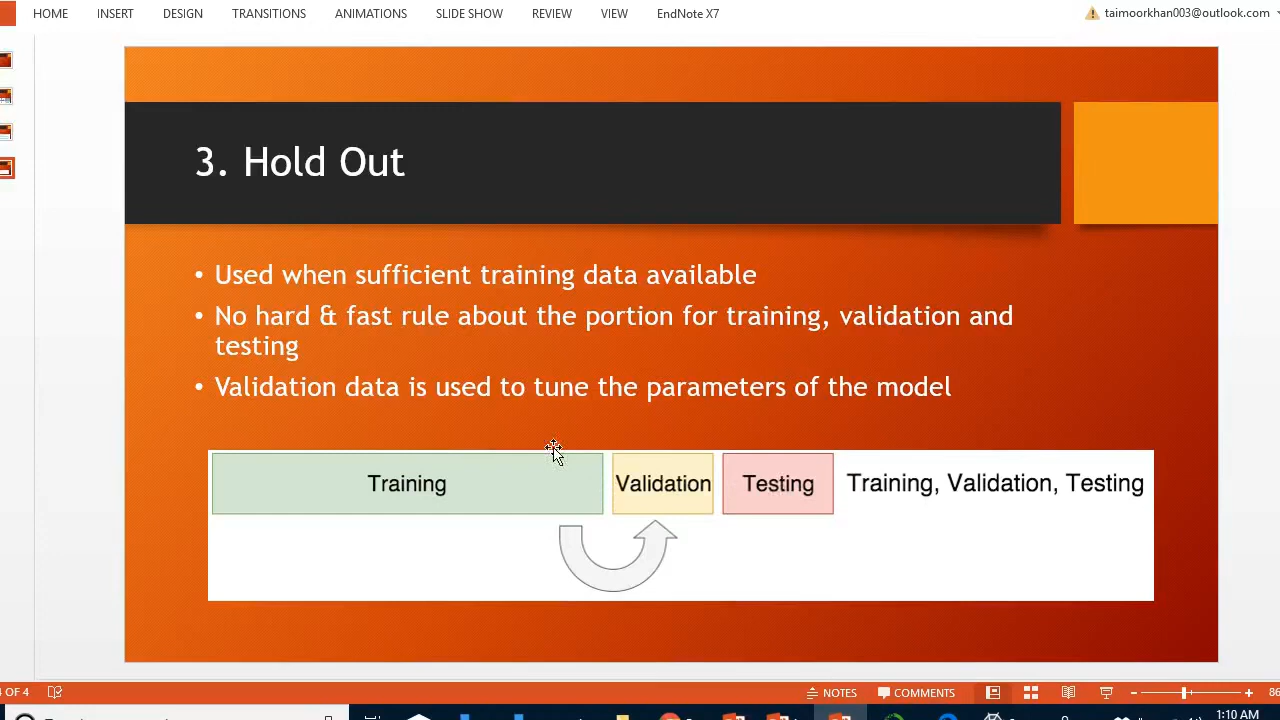 HOME INSERT DESIGN TRANSITIONS ANIMATIONS SLIDE SHOW REVIEW VIEW EndNote X7 taimoorkhan003@outlook.com
3. Hold Out
• Used when sufficient training data available
• No hard & fast rule about the portion for training, validation and
testing
• Validation data is used to tune the parameters of the model
Training Validation Testing Training, Validation, Testing
OF 4 NOTES COMMENTS
1:10 AM